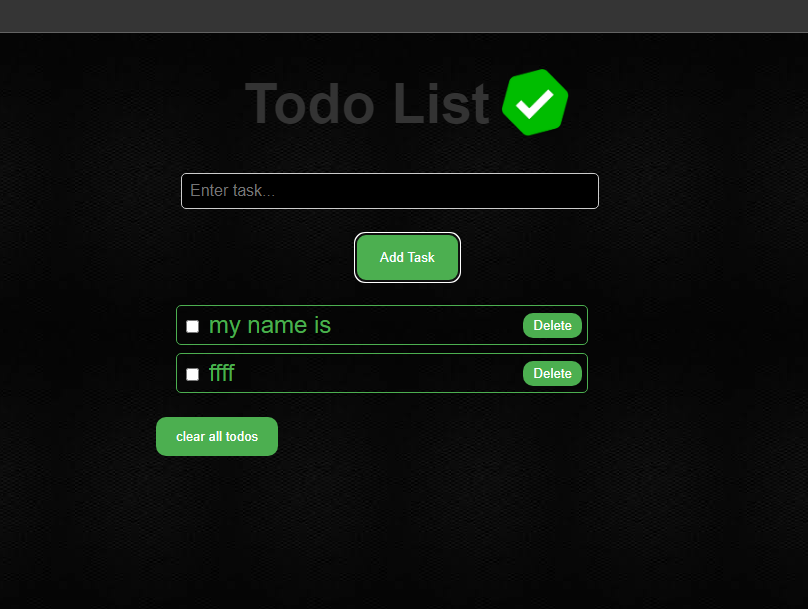 Todo List
Enter task...
Add Task
my name is
Delete
ffff
Delete
clear all todos